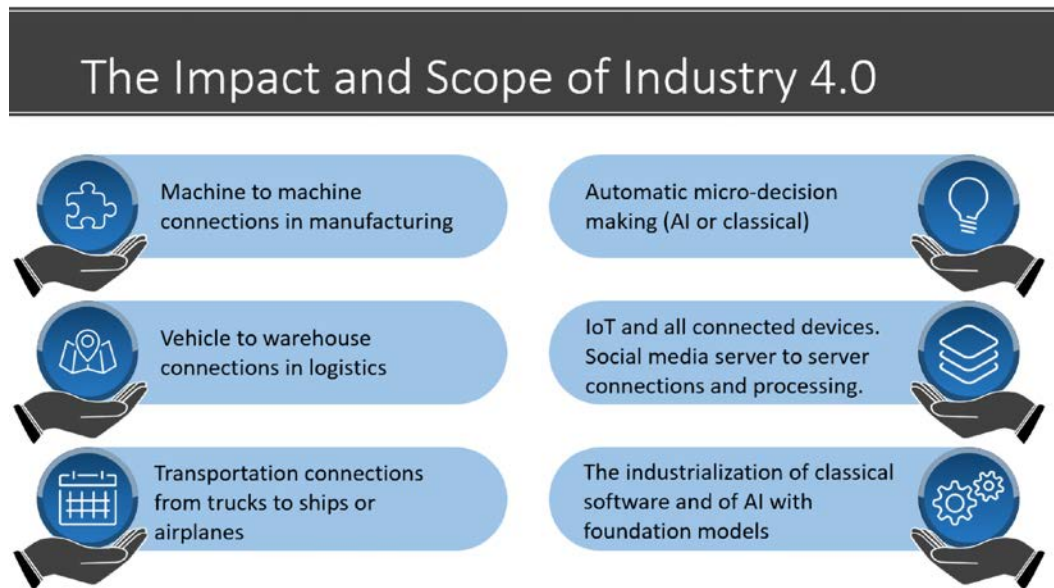 The Impact and Scope of Industry 4.0
Machine to machine
connections in manufacturing
Vehicle to warehouse
connections in logistics
Transportation connections
from trucks to ships or
airplanes
Automatic micro-decision
making (AI or classical)
IoT and all connected devices.
Social media server to server
connections and processing.
The industrialization of classical
software and of AI with
foundation models